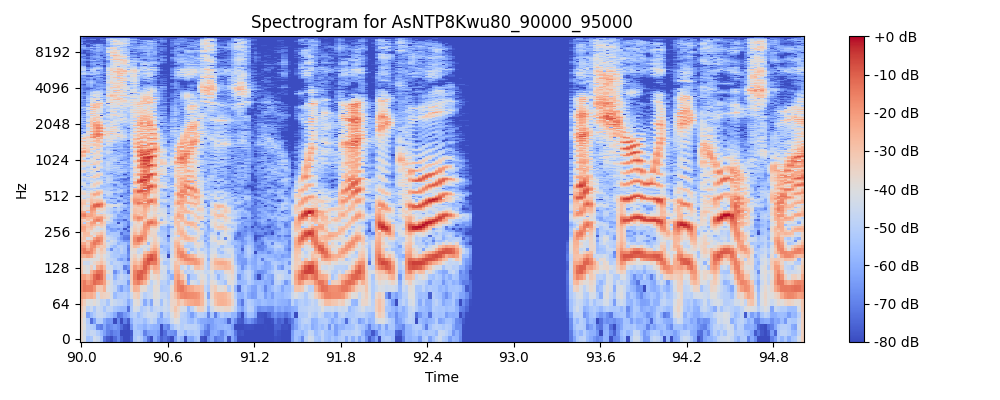 Spectrogram for AsNTP8Kwu80_90000_95000
Hz
8192
4096
2048
1024
512
256
128
64
0
90.0 90.6 91.2 91.8 92.4 93.0 93.6 94.2 94.8
Time
+0 dB
-10 dB
-20 dB
-30 dB
-40 dB
-50 dB
-60 dB
-70 dB
-80 dB